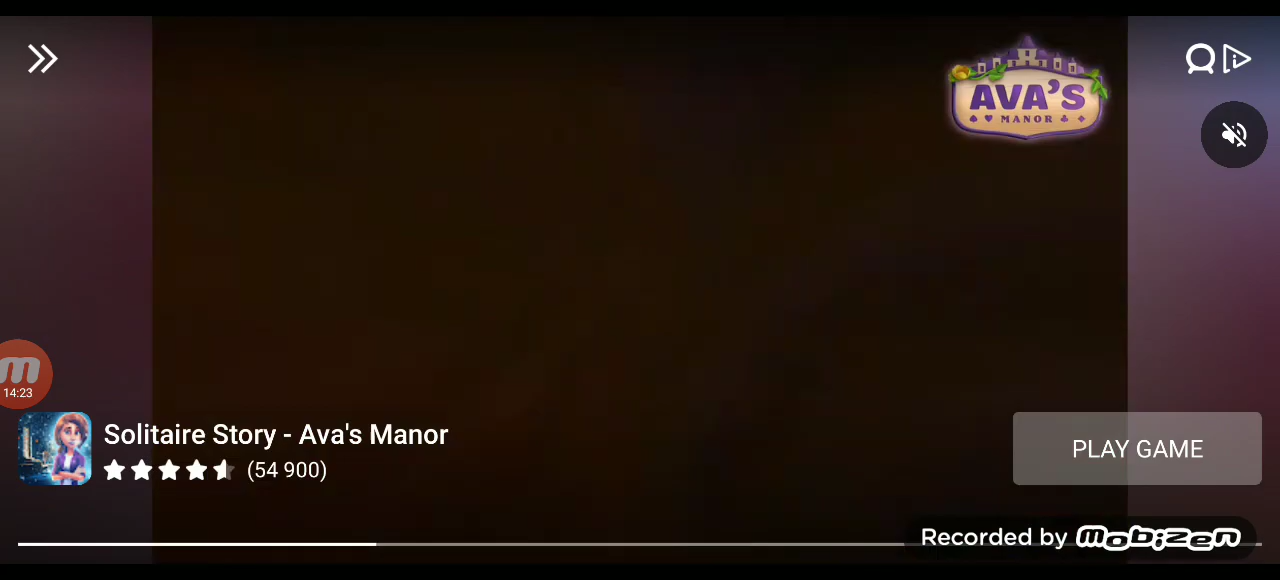 AVA'S
MANOR
14:23
Solitaire Story - Ava's Manor
(54 900)
PLAY GAME
Recorded by mobizen